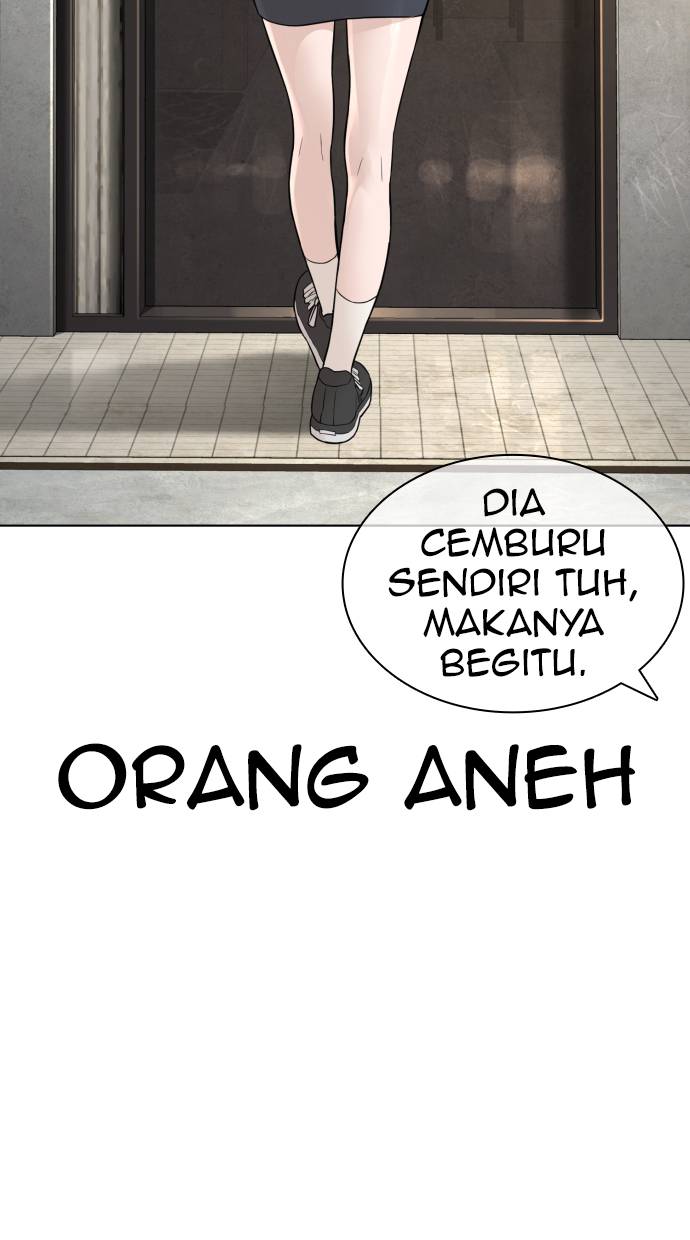 DIA
CEMBURU
SENDIRI TUH,
MAKANYA
BEGITU.
ORANG ANEH